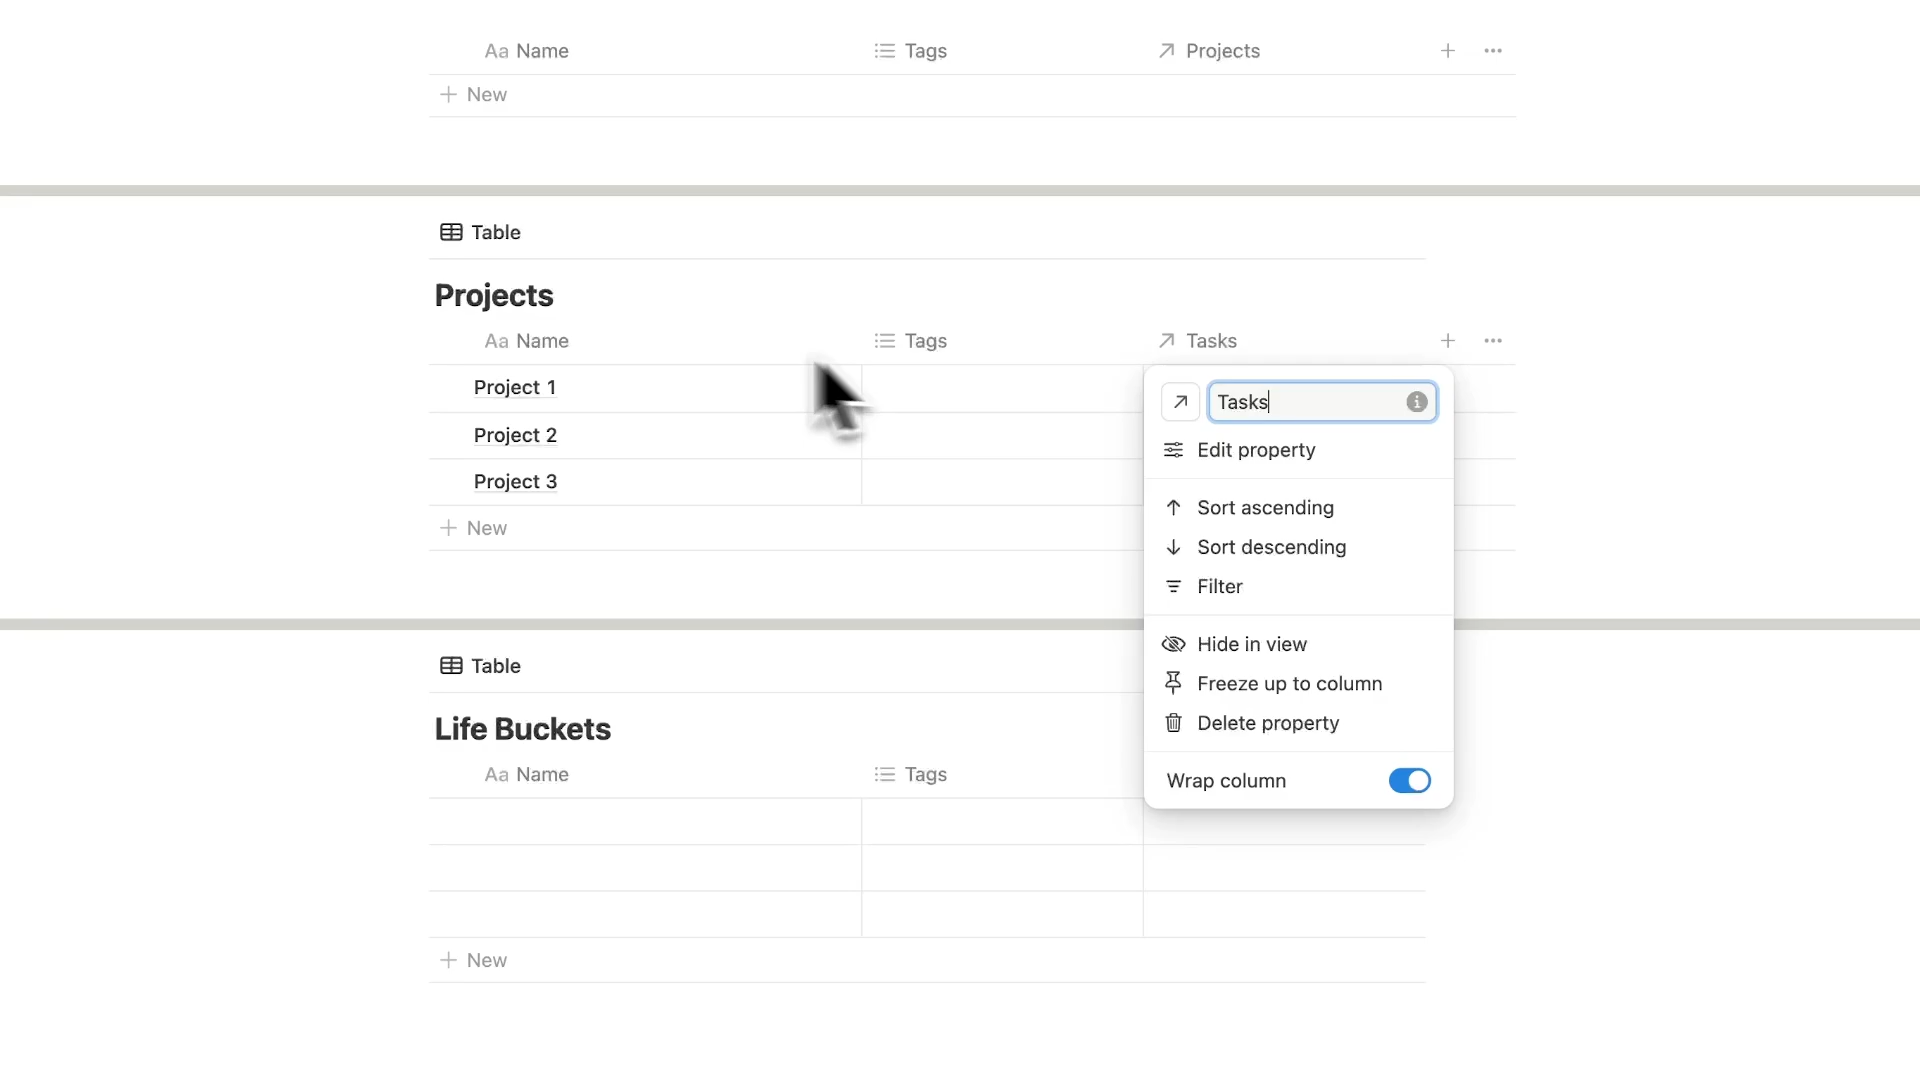 Aa Name Tags Projects
New
Table
Projects
Aa Name Tags Tasks
Project 1
Project 2
Project 3
New
Tasks
Edit property
Sort ascending
Sort descending
Filter
Hide in view
Freeze up to column
Delete property
Wrap column
Table
Life Buckets
Aa Name Tags
New